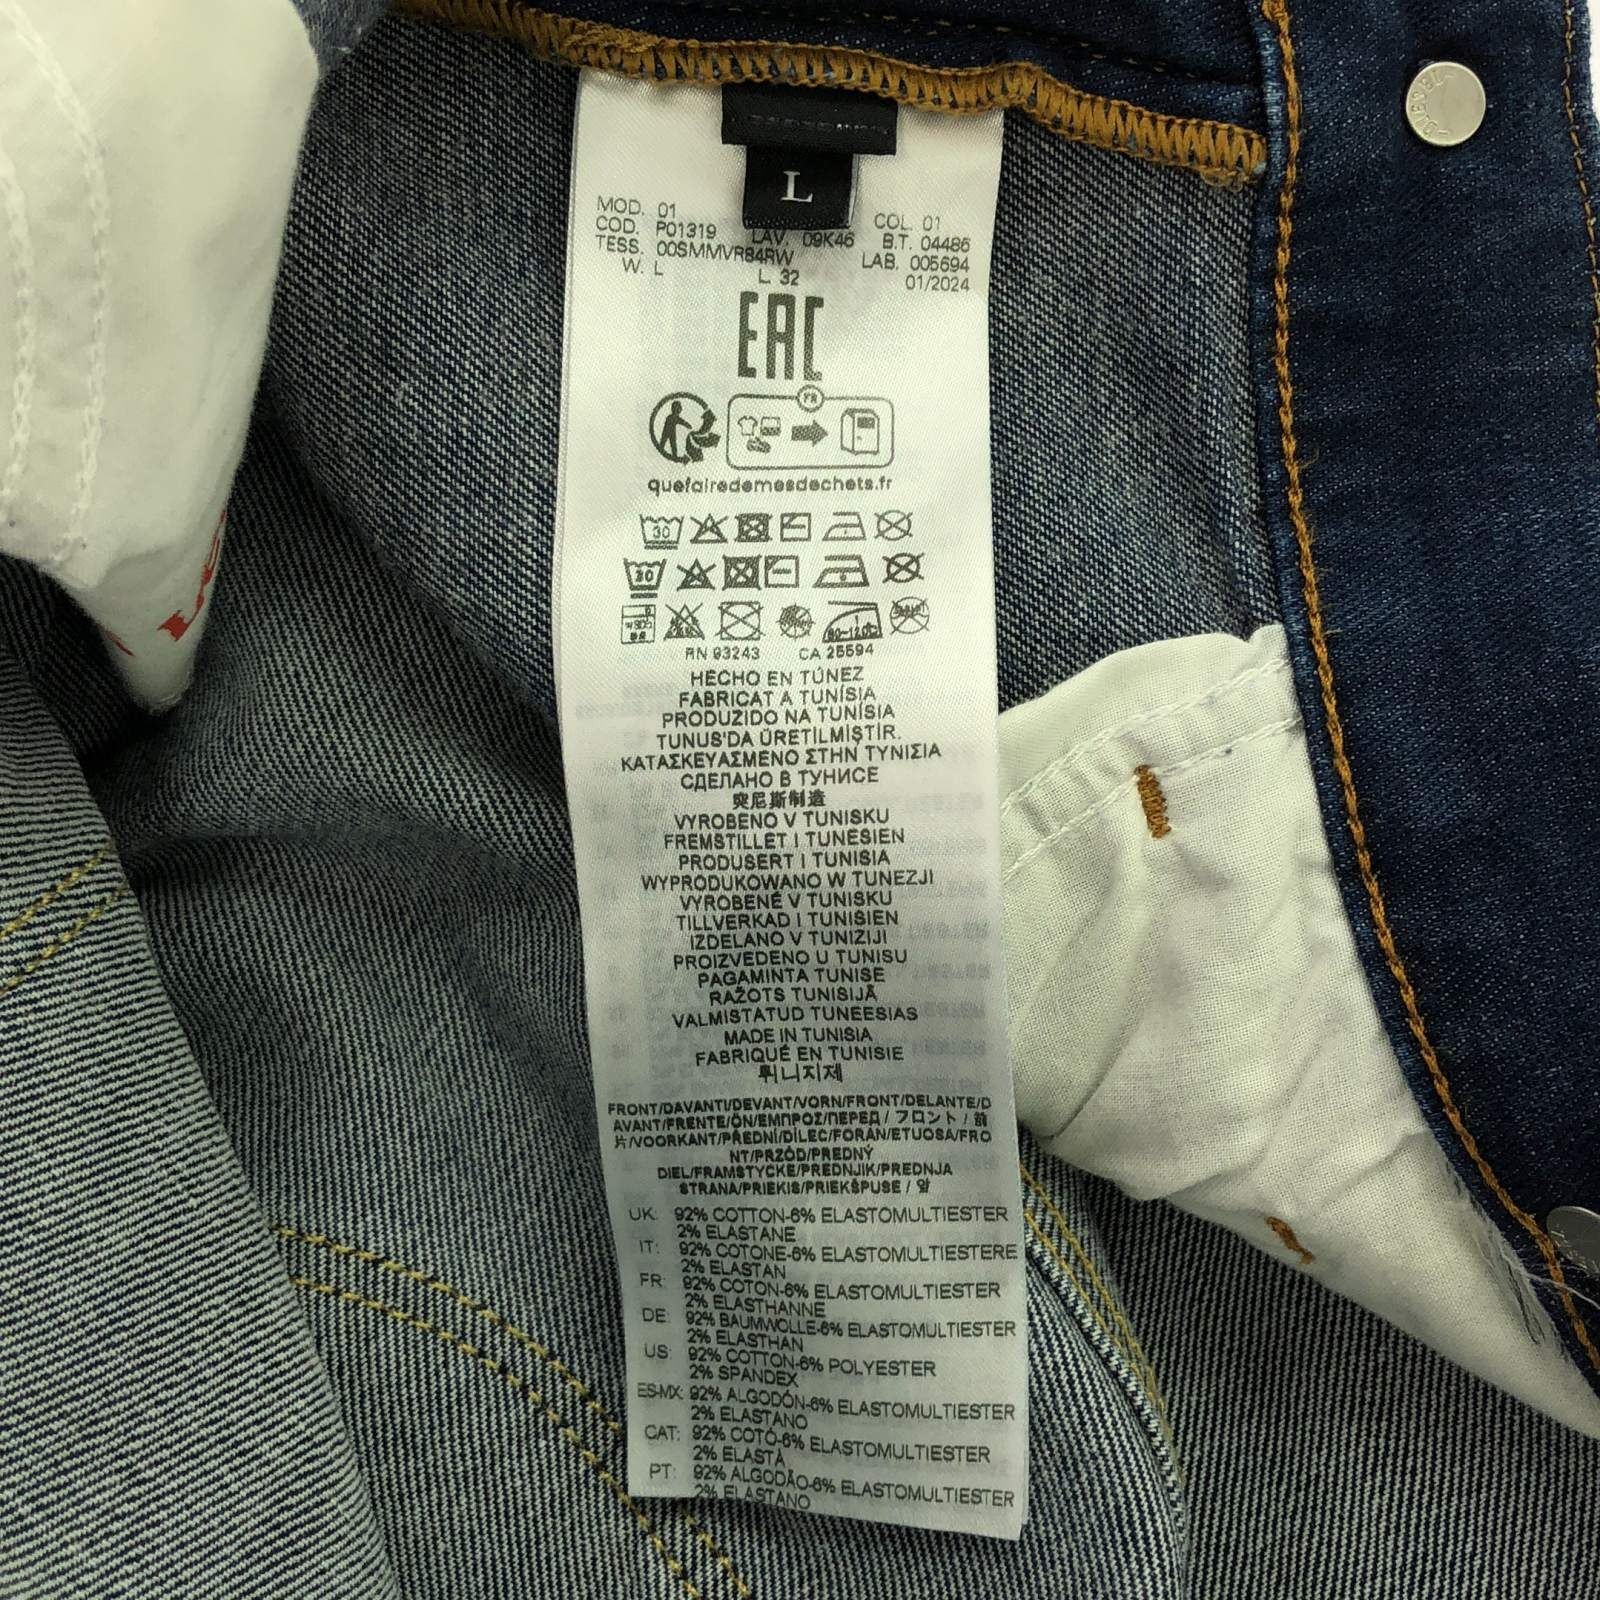 DIESEL
L
MOD. 01
COL. 01
COD. P01319 LAV. 09K46 B.T. 04486
TESS. 00SMMVR84RW LAB. 005694
W. L L 32 01/2024
EAC
FR
quefairedemesdechets.fr
30
30
RN 93243 CA 25594
HECHO EN TÚNEZ
FABRICAT A TUNÍSIA
PRODUZIDO NA TUNÍSIA
TUNUS'DA ÜRETİLMİŞTİR.
ΚΑΤΑΣΚΕΥΑΣΜΕΝΟ ΣΤΗΝ ΤΥΝΙΣΙΑ
СДЕЛАНО В ТУНИСЕ
突尼斯制造
VYROBENO V TUNISKU
FREMSTILLET I TUNESIEN
PRODUSERT I TUNISIA
WYPRODUKOWANO W TUNEZJI
VYROBENÉ V TUNISKU
TILLVERKAD I TUNISIEN
IZDELANO V TUNIZIJI
PROIZVEDENO U TUNISU
PAGAMINTA TUNISE
RAŽOTS TUNISIJĀ
VALMISTATUD TUNEESIAS
MADE IN TUNISIA
FABRIQUÉ EN TUNISIE
튀니지제
FRONT/DAVANTI/DEVANT/VORN/FRONT/DELANTE/D
AVANT/FRENTE/ÖN/ΕΜΠΡΟΣ/ПЕРЕД/フロント/前
片/VOORKANT/PŘEDNÍ/DÍLEC/FORAN/ETUOSA/FRO
NT/PRZÓD/PREDNÝ
DIEL/FRAMSTYCKE/PREDNJIK/PREDNJA
STRANA/PRIEKIS/PRIEKŠPUSE/앞
UK: 92% COTTON-6% ELASTOMULTIESTER
2% ELASTANE
IT: 92% COTONE-6% ELASTOMULTIESTERE
2% ELASTAN
FR: 92% COTON-6% ELASTOMULTIESTER
2% ELASTHANNE
DE: 92% BAUMWOLLE-6% ELASTOMULTIESTER
2% ELASTHAN
US: 92% COTTON-6% POLYESTER
2% SPANDEX
ES-MX: 92% ALGODÓN-6% ELASTOMULTIESTER
2% ELASTANO
CAT: 92% COTÓ-6% ELASTOMULTIESTER
2% ELASTÀ
PT: 92% ALGODÃO-6% ELASTOMULTIESTER
2% ELASTANO